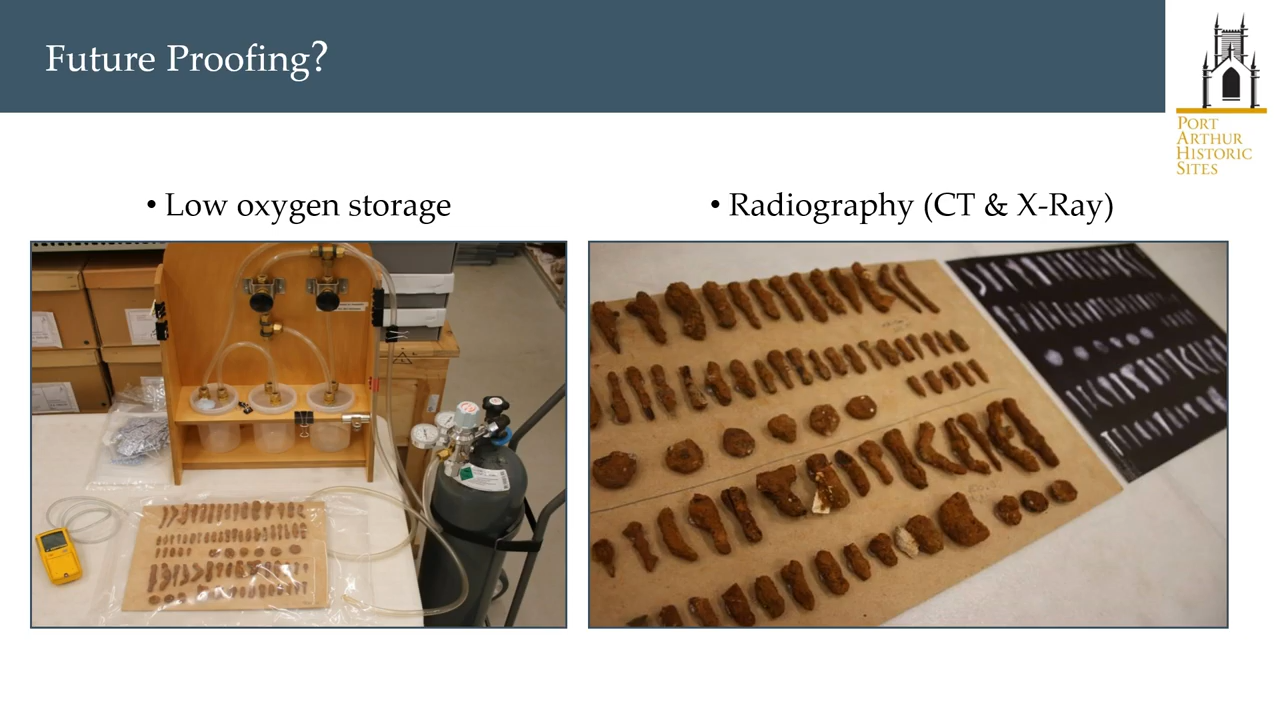 Future Proofing?
PORT
ARTHUR
HISTORIC
SITES
• Low oxygen storage
• Radiography (CT & X-Ray)